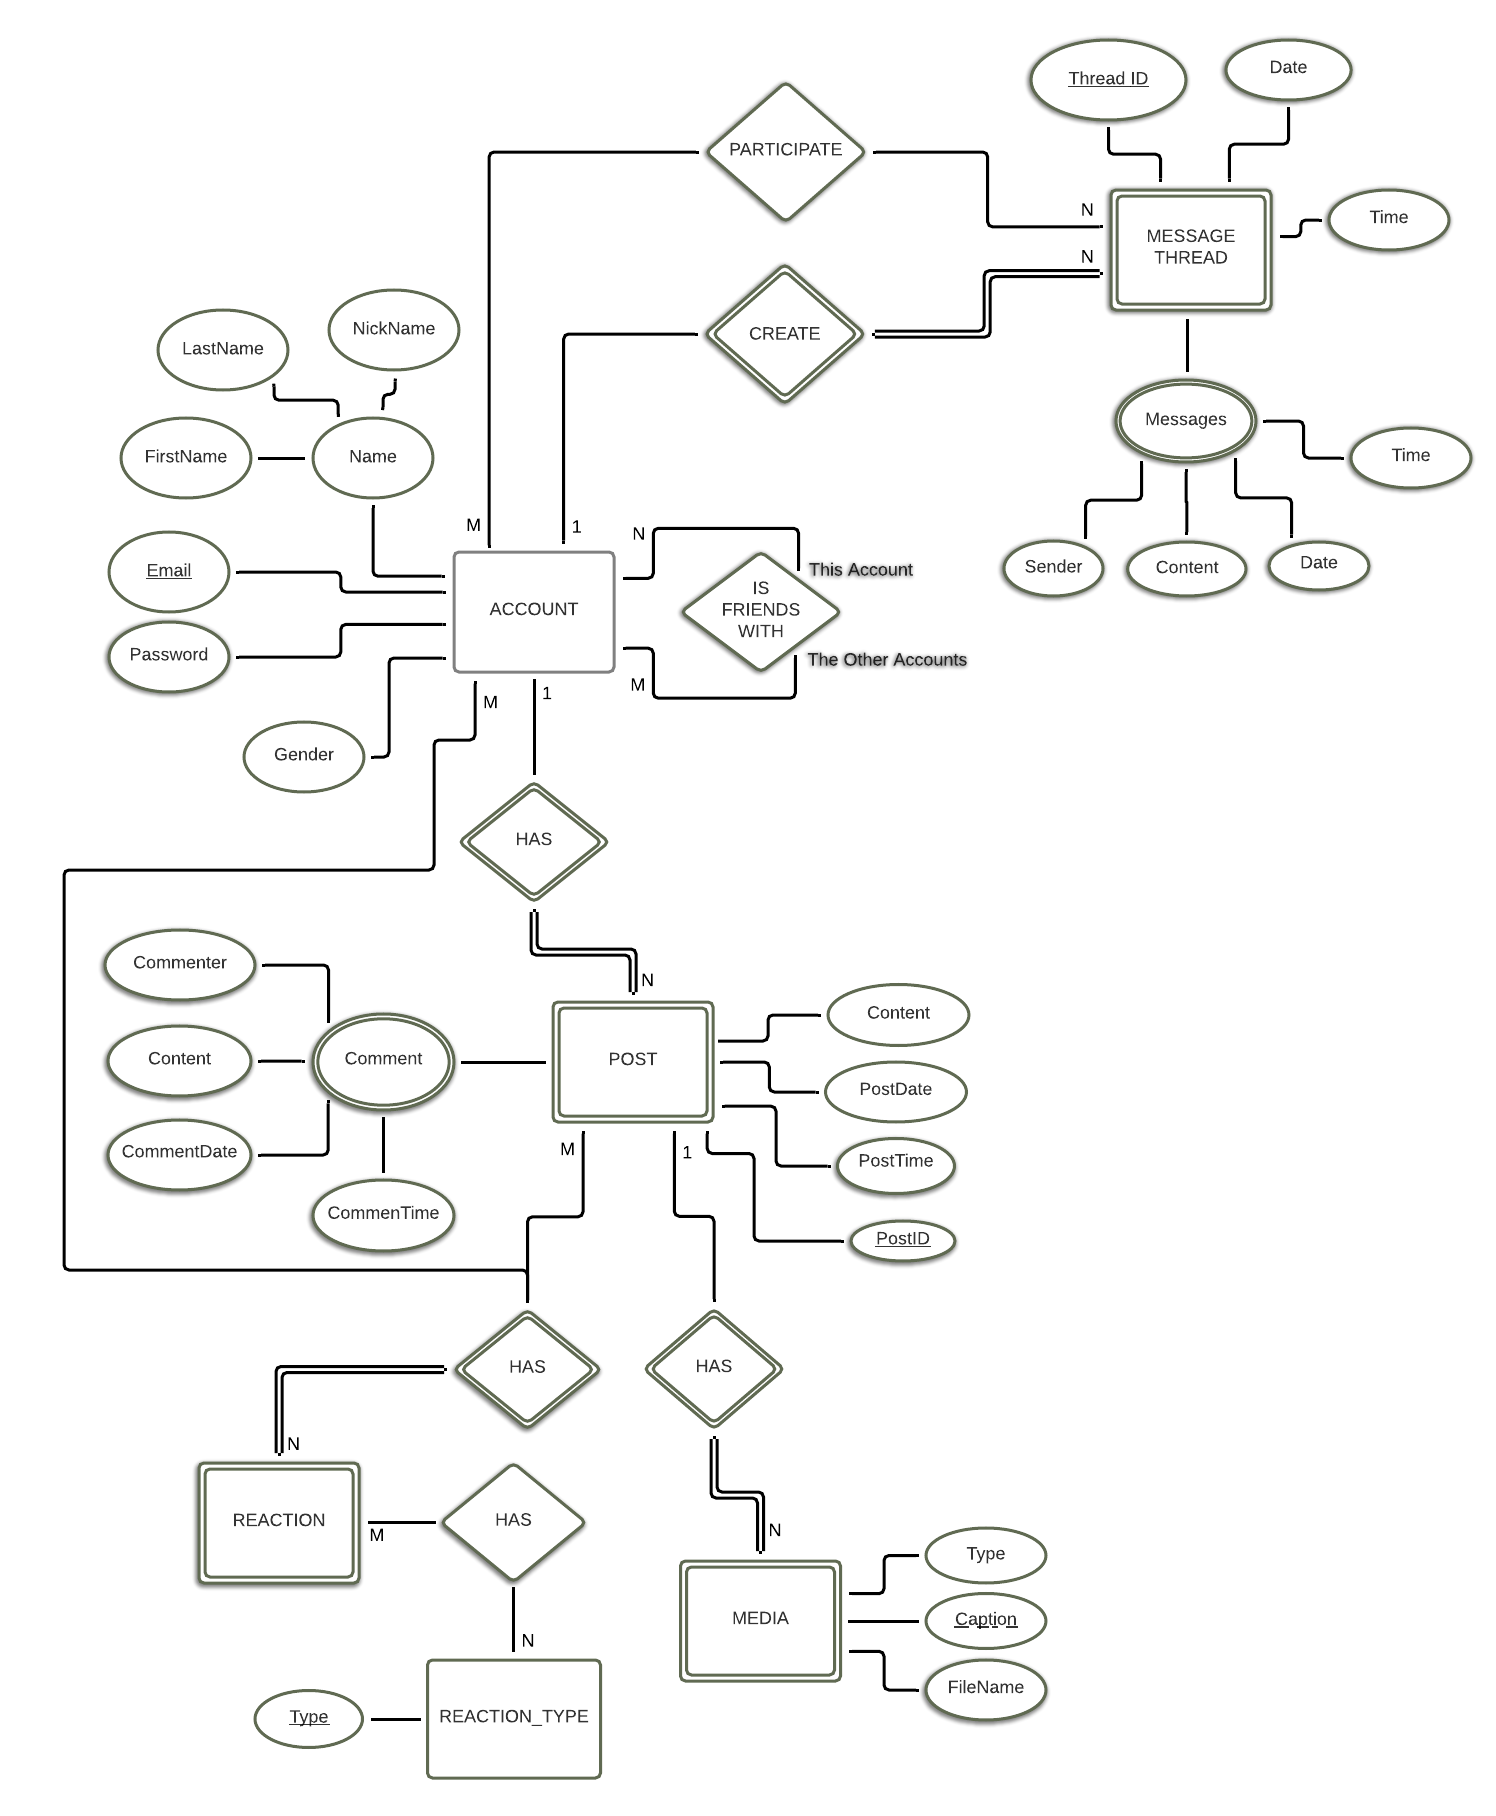 Thread ID
Date
PARTICIPATE
N
MESSAGE
THREAD
Time
N
CREATE
NickName
LastName
FirstName
Name
Messages
Time
Sender
Content
Date
M
1
N
This Account
Email
ACCOUNT
IS
FRIENDS
WITH
Password
The Other Accounts
M
M
1
Gender
HAS
Commenter
N
Content
Comment
POST
Content
PostDate
CommentDate
M
1
PostTime
CommenTime
PostID
HAS
HAS
N
REACTION
M
HAS
N
Type
MEDIA
Caption
N
FileName
Type
REACTION_TYPE